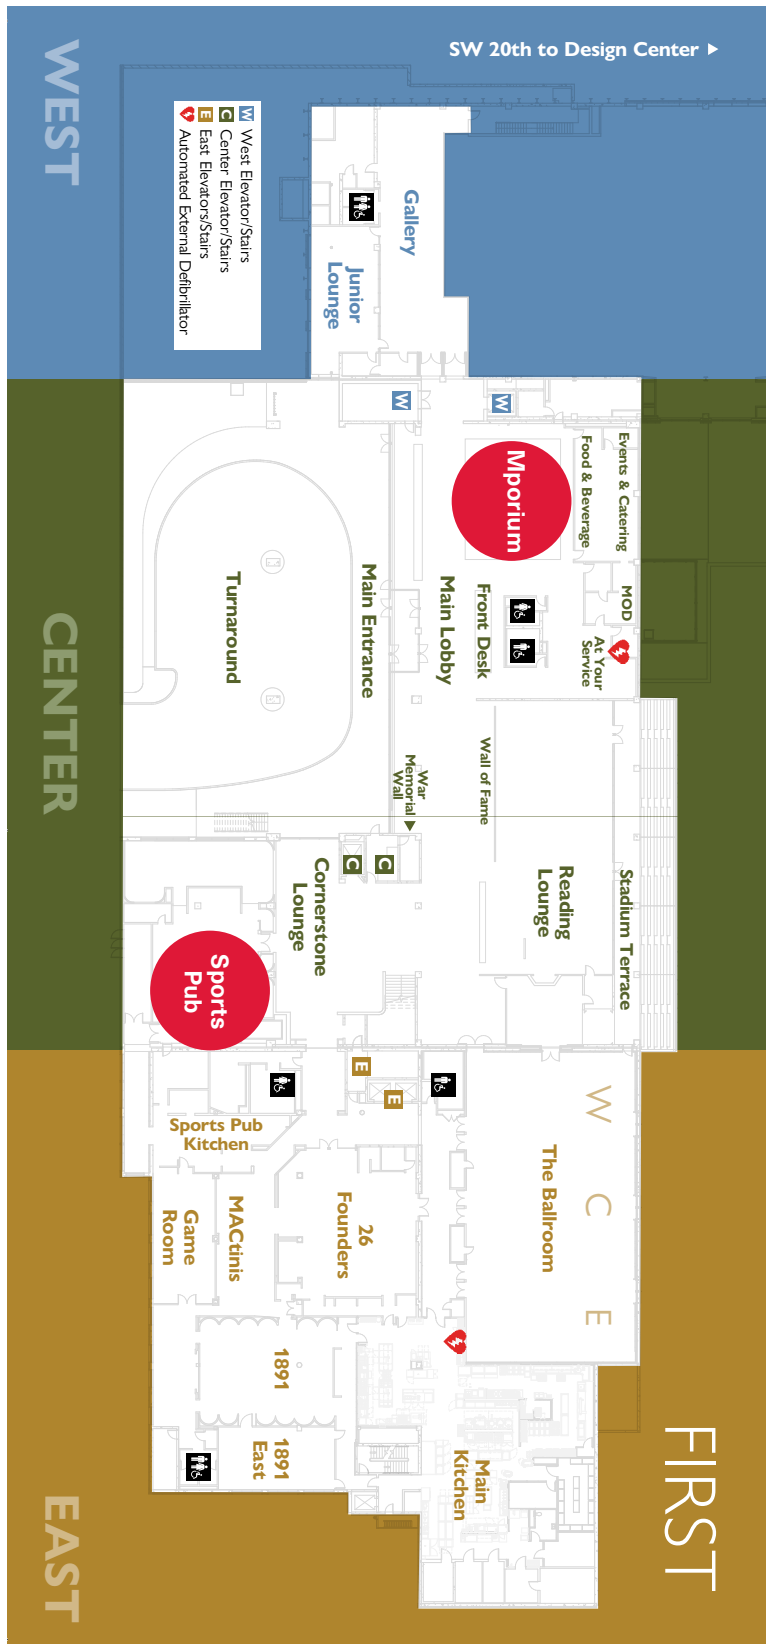 SW 20th to Design Center ▶
WEST
W West Elevator/Stairs
C Center Elevator/Stairs
E East Elevators/Stairs
Automated External Defibrillator
Gallery
Junior
Lounge
W
W
Mporium
Events & Catering
Food & Beverage
MOD
At Your
Service
Front Desk
Main Lobby
Main Entrance
Turnaround
CENTER
War
Memorial
Wall
Wall of Fame
Reading
Lounge
Stadium Terrace
C
C
Cornerstone
Lounge
Sports
Pub
E
E
Sports Pub
Kitchen
The Ballroom
W C E
26
Founders
MACtinis
Game
Room
1891
1891
East
Main
Kitchen
FIRST
EAST